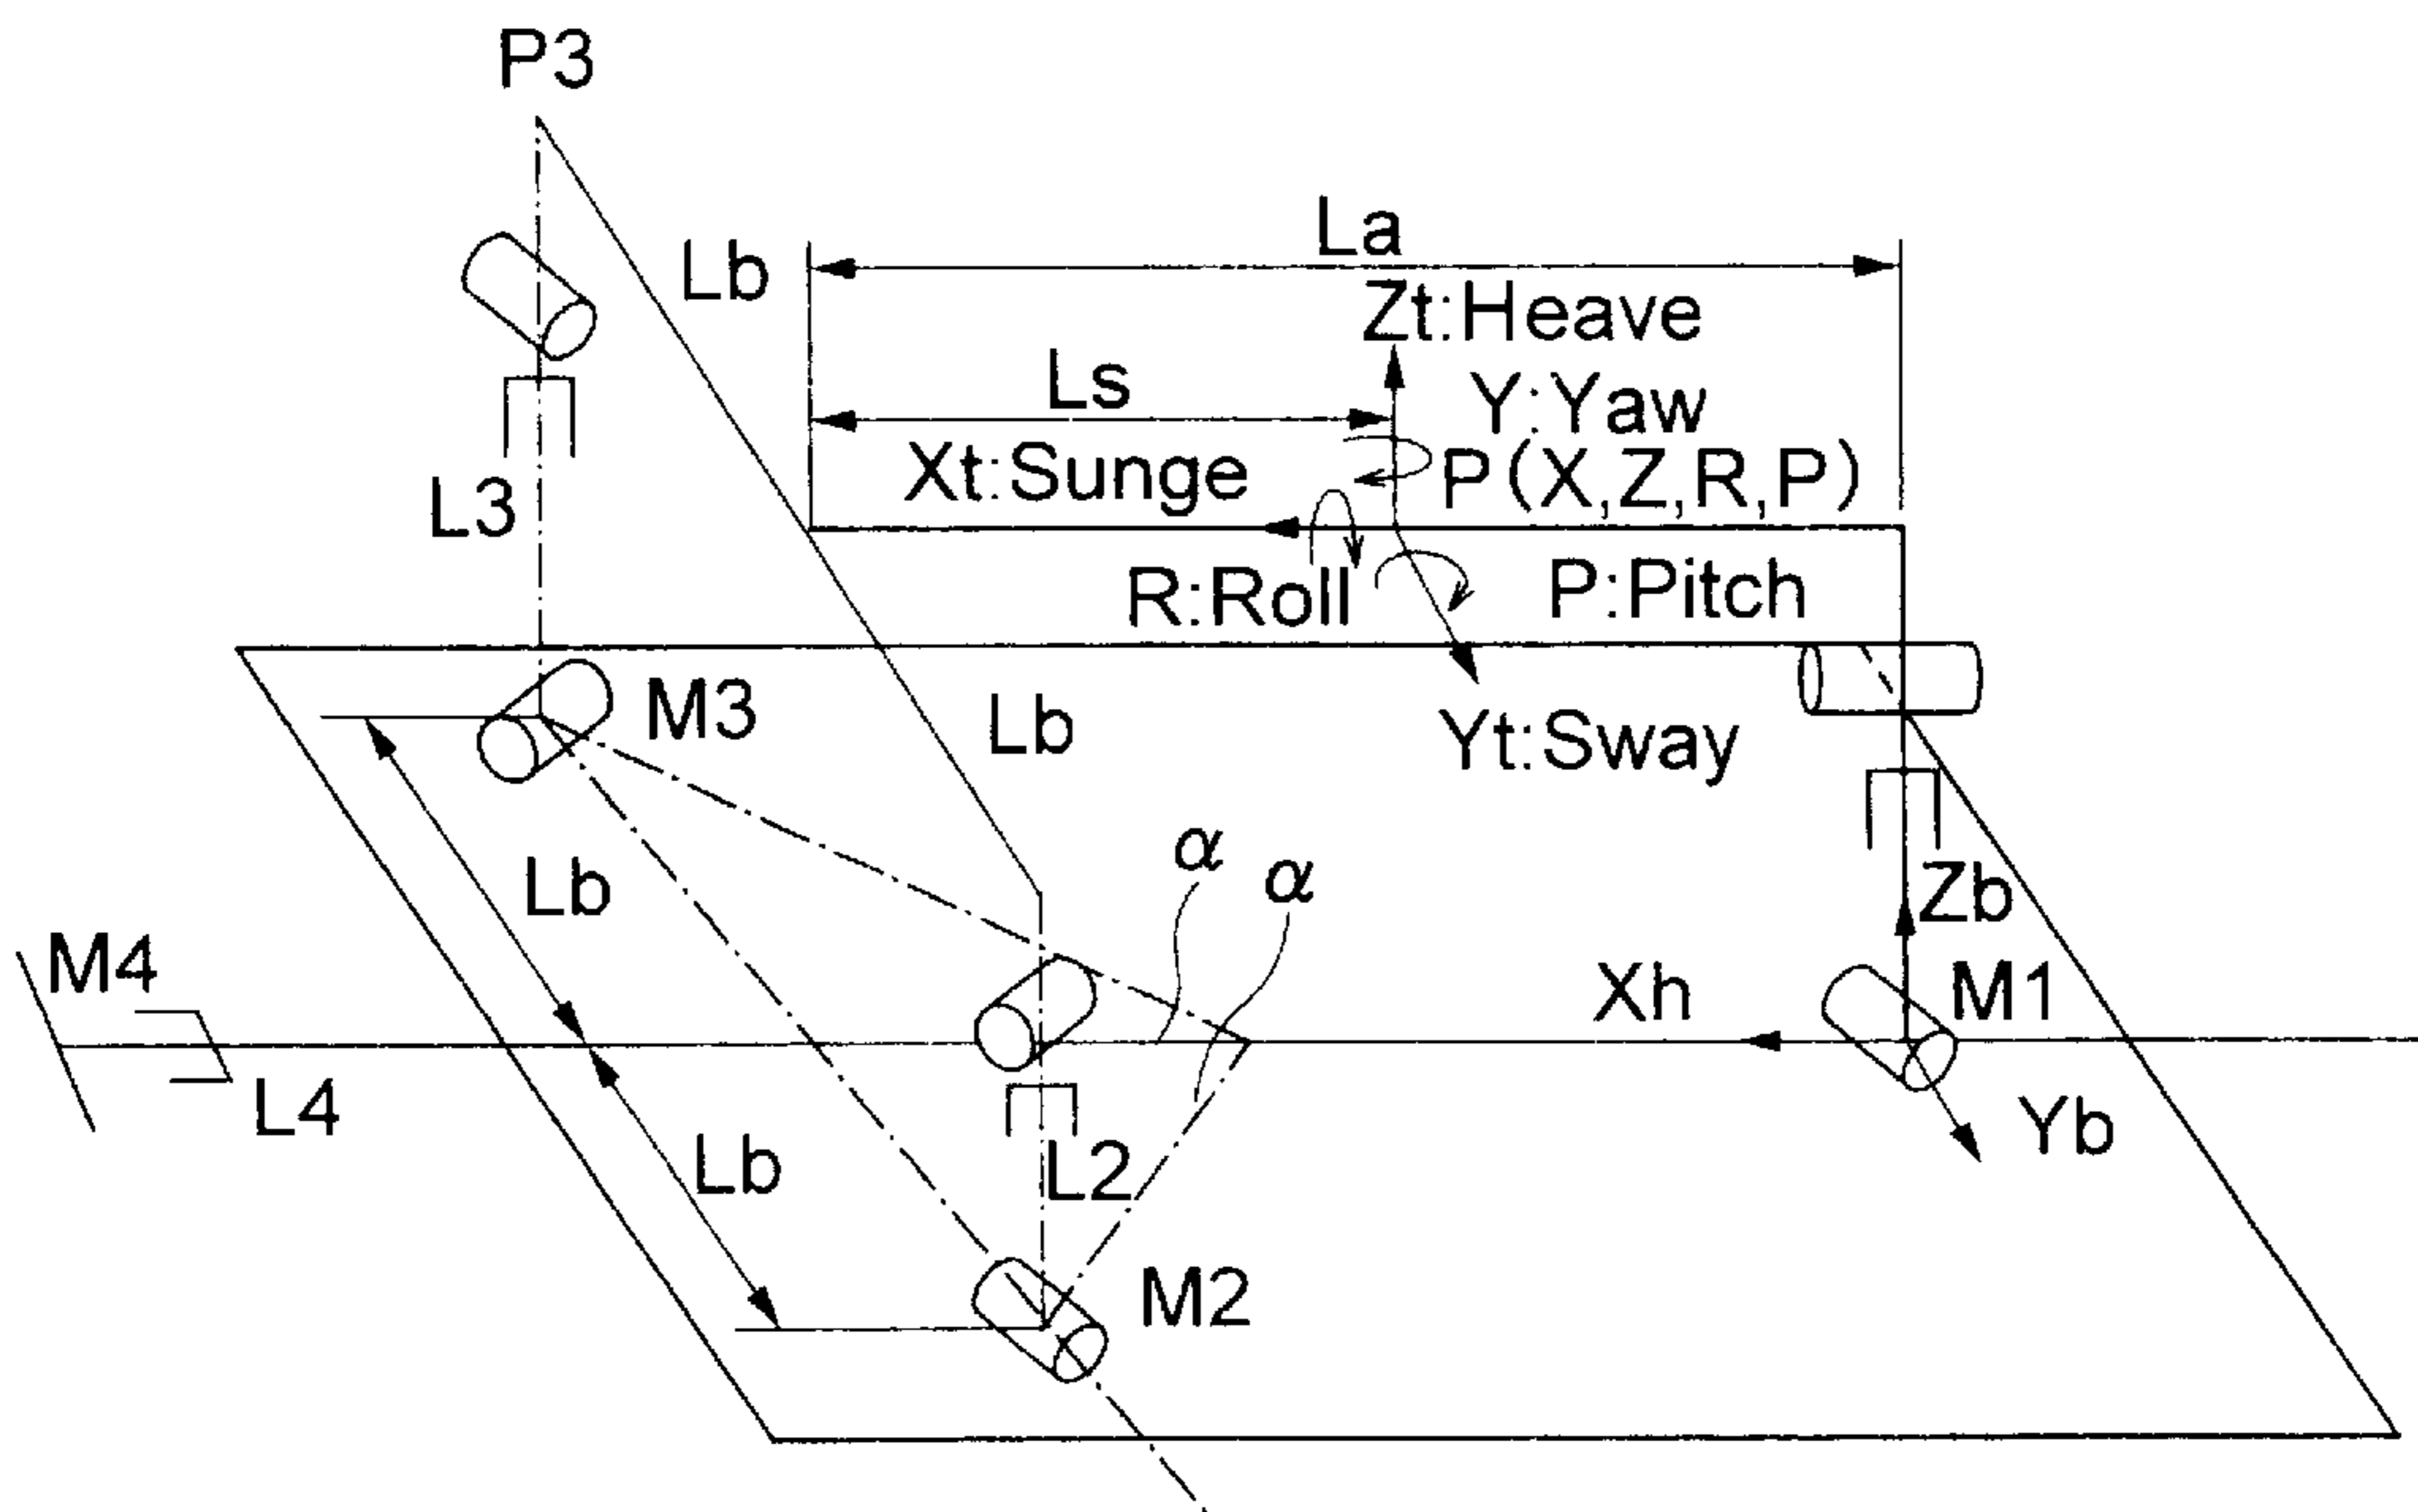 P3
La
Lb
Zt:Heave
Ls
Y:Yaw
Xt:Sunge
P(X,Z,R,P)
L3
R:Roll
P:Pitch
M3
Lb
Yt:Sway
α
α
Lb
Zb
M4
Xh
M1
L4
Yb
Lb
L2
M2